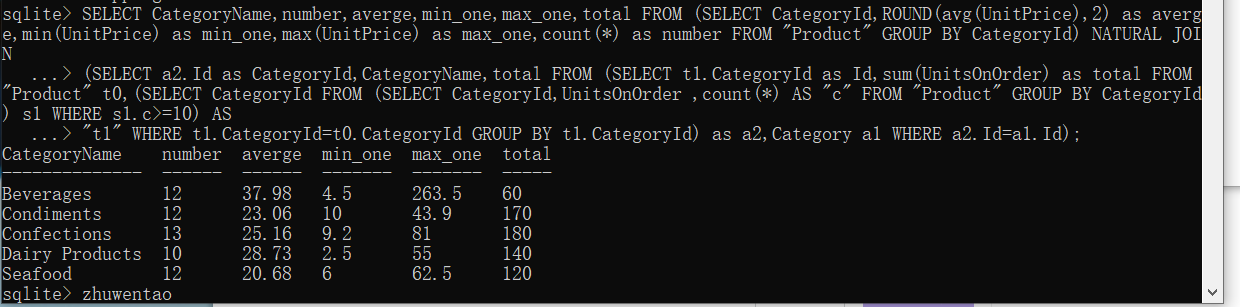 sqlite> SELECT CategoryName,number,averge,min_one,max_one,total FROM (SELECT CategoryId,ROUND(avg(UnitPrice),2) as averg
e,min(UnitPrice) as min_one,max(UnitPrice) as max_one,count(*) as number FROM "Product" GROUP BY CategoryId) NATURAL JOI
N
   ...> (SELECT a2.Id as CategoryId,CategoryName,total FROM (SELECT t1.CategoryId as Id,sum(UnitsOnOrder) as total FROM
"Product" t0,(SELECT CategoryId FROM (SELECT CategoryId,UnitsOnOrder ,count(*) AS "c" FROM "Product" GROUP BY CategoryId
) s1 WHERE s1.c>=10) AS
   ...> "t1" WHERE t1.CategoryId=t0.CategoryId GROUP BY t1.CategoryId) as a2,Category a1 WHERE a2.Id=a1.Id);
CategoryName    number  averge  min_one  max_one  total
--------------  ------  ------  -------  -------  -----
Beverages       12      37.98   4.5      263.5    60
Condiments      12      23.06   10       43.9     170
Confections     13      25.16   9.2      81       180
Dairy Products  10      28.73   2.5      55       140
Seafood         12      20.68   6        62.5     120
sqlite> zhuwentao